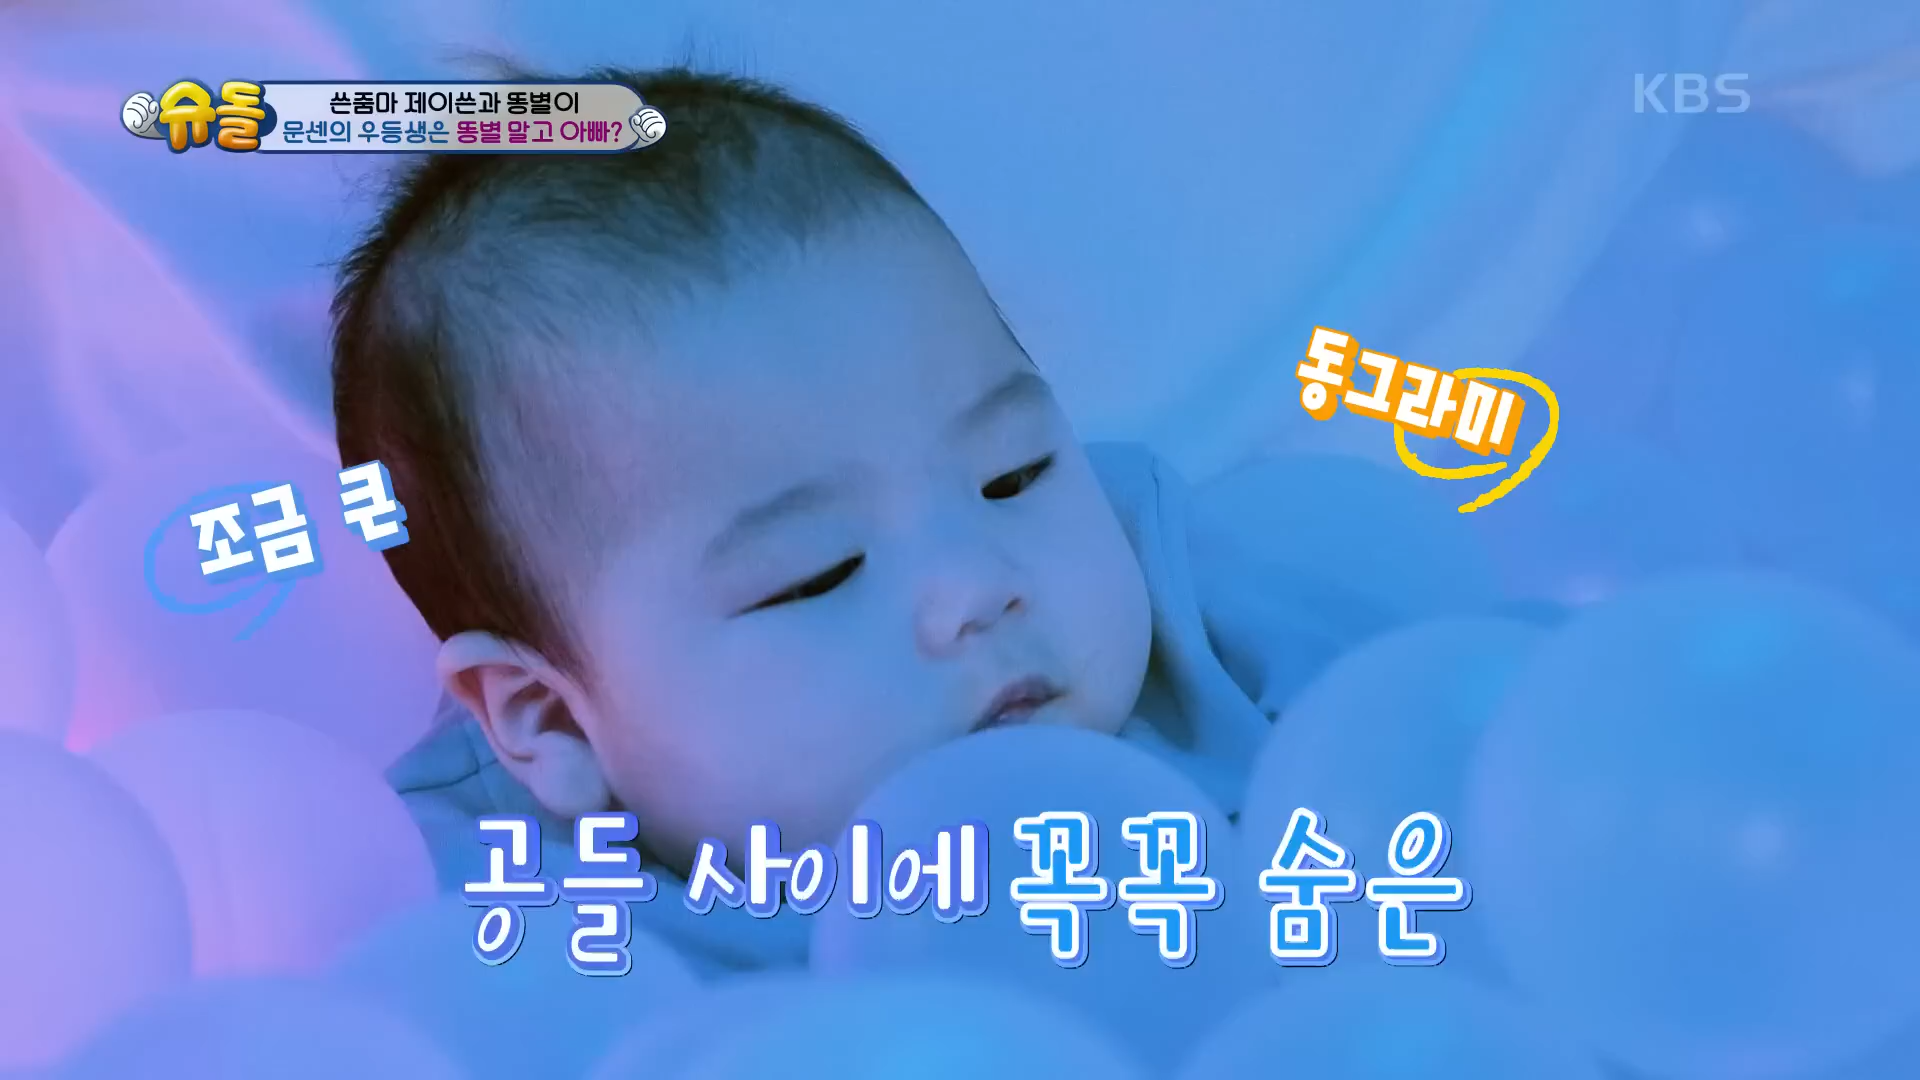 슈돌
쓴줌마 제이쓴과 똥별이
문센의 우등생은 똥별 말고 아빠?
KBS
동그라미
조금 큰
공들 사이에 꼭꼭 숨은